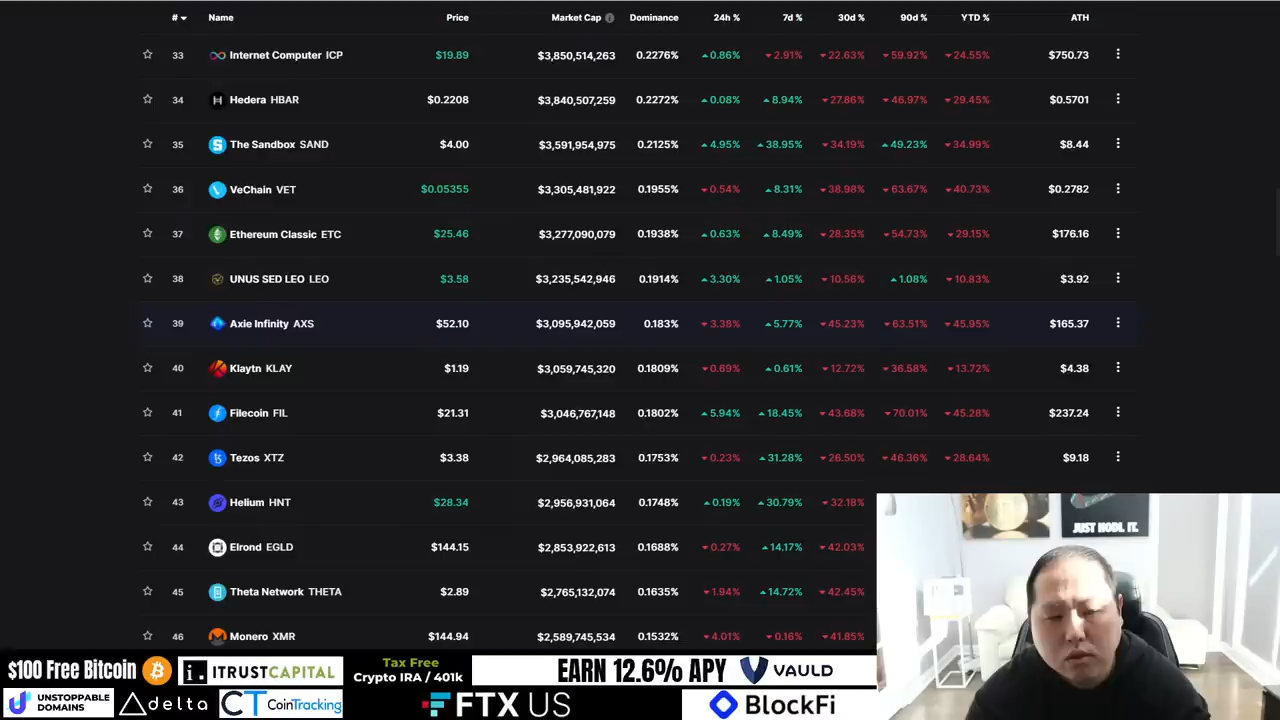 # Name Price Market Cap Dominance 24h % 7d % 30d % 90d % YTD % ATH
33 Internet Computer ICP $19.89 $3,850,514,263 0.2276% 0.86% 2.91% 22.63% 59.92% 24.55% $750.73
34 Hedera HBAR $0.2208 $3,840,507,259 0.2272% 0.08% 8.94% 27.86% 46.97% 29.45% $0.5701
35 The Sandbox SAND $4.00 $3,591,954,975 0.2125% 4.95% 38.95% 34.19% 49.23% 34.99% $8.44
36 VeChain VET $0.05355 $3,305,481,922 0.1955% 0.54% 8.31% 38.98% 63.67% 40.73% $0.2782
37 Ethereum Classic ETC $25.46 $3,277,090,079 0.1938% 0.63% 8.49% 28.35% 54.73% 29.15% $176.16
38 UNUS SED LEO LEO $3.58 $3,235,542,946 0.1914% 3.30% 1.05% 10.56% 1.08% 10.83% $3.92
39 Axie Infinity AXS $52.10 $3,095,942,059 0.183% 3.38% 5.77% 45.23% 63.51% 45.95% $165.37
40 Klaytn KLAY $1.19 $3,059,745,320 0.1809% 0.69% 0.61% 12.72% 36.58% 13.72% $4.38
41 Filecoin FIL $21.31 $3,046,767,148 0.1802% 5.94% 18.45% 43.68% 70.01% 45.28% $237.24
42 Tezos XTZ $3.38 $2,964,085,283 0.1753% 0.23% 31.28% 26.50% 46.36% 28.64% $9.18
43 Helium HNT $28.34 $2,956,931,064 0.1748% 0.19% 30.79% 32.18%
44 Elrond EGLD $144.15 $2,853,922,613 0.1688% 0.27% 14.17% 42.03%
45 Theta Network THETA $2.89 $2,765,132,074 0.1635% 1.94% 14.72% 42.45%
46 Monero XMR $144.94 $2,589,745,534 0.1532% 4.01% 0.16% 41.85%
JUST HODL IT.
$100 Free Bitcoin
i. ITRUSTCAPITAL
Tax Free
Crypto IRA / 401k
EARN 12.6% APY VAULD
UNSTOPPABLE
DOMAINS
delta
CT CoinTracking
FTX US
BlockFi